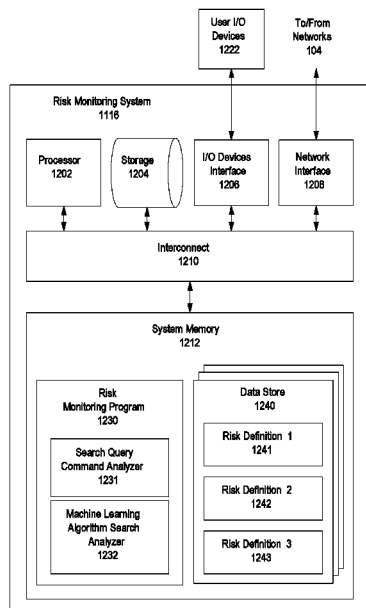 User I/O
Devices
1222
To/From
Networks
104
Risk Monitoring System
1116
Processor
1202
Storage
1204
I/O Devices
Interface
1206
Network
Interface
1208
Interconnect
1210
System Memory
1212
Risk
Monitoring Program
1230
Search Query
Command Analyzer
1231
Machine Learning
Algorithm Search
Analyzer
1232
Data Store
1240
Risk Definition 1
1241
Risk Definition 2
1242
Risk Definition 3
1243